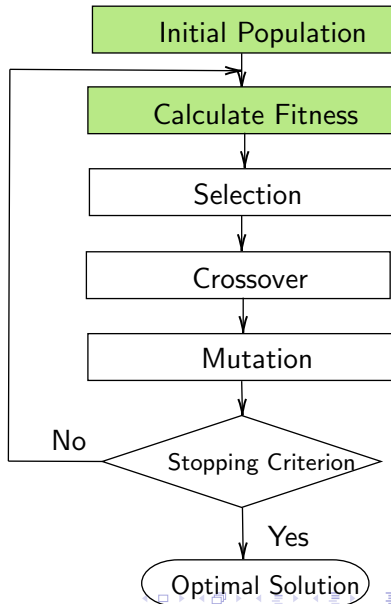 Initial Population
Calculate Fitness
Selection
Crossover
Mutation
Stopping Criterion
No
Yes
Optimal Solution